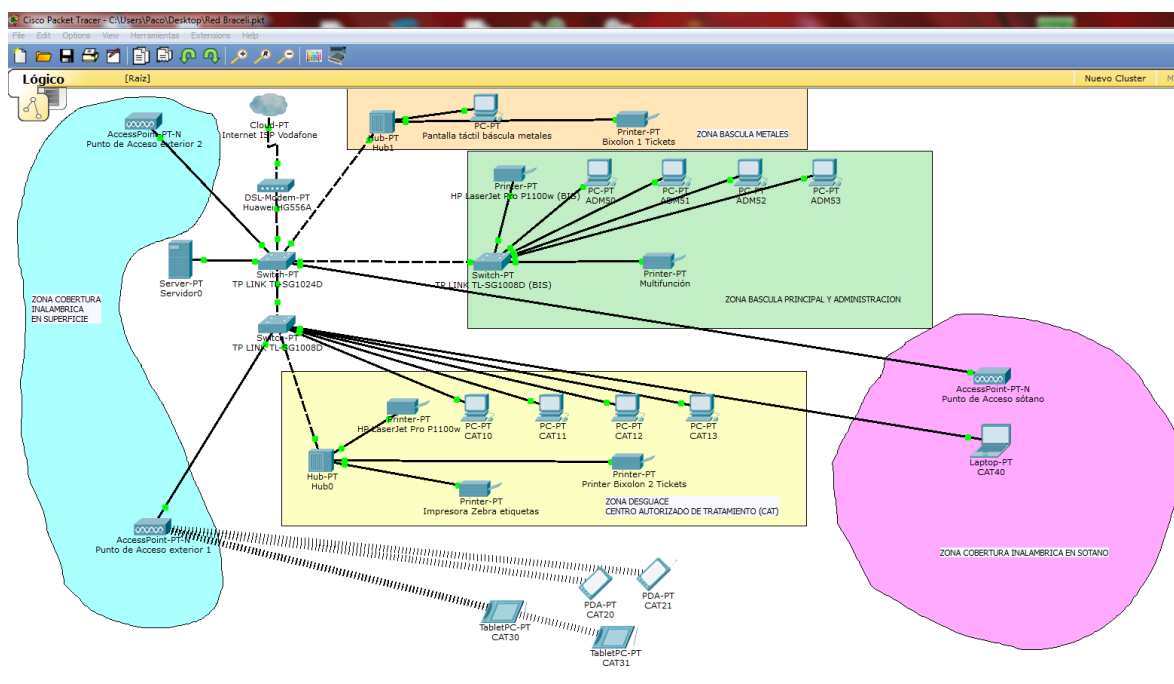 Cisco Packet Tracer - C:\Users\Paco\Desktop\Red Braceli.pkt
File Edit Options View Herramientas Extensions Help
Lógico [Raíz] Nuevo Cluster M
AccessPoint-PT-N
Punto de Acceso exterior 2
Cloud-PT
Internet ISP Vodafone
Hub-PT
Hub1
PC-PT
Pantalla táctil báscula metales
Printer-PT
Bixolon 1 Tickets
ZONA BASCULA METALES
DSL-Modem-PT
Huawei HG556A
Printer-PT
HP LaserJet Pro P1100w (BIS)
PC-PT
ADM50
PC-PT
ADM51
PC-PT
ADM52
PC-PT
ADM53
Server-PT
Servidor0
Switch-PT
TP LINK TL-SG1024D
Switch-PT
TP LINK TL-SG1008D (BIS)
Printer-PT
Multifunción
ZONA BASCULA PRINCIPAL Y ADMINISTRACION
ZONA COBERTURA
INALAMBRICA
EN SUPERFICIE
Switch-PT
TP LINK TL-SG1008D
AccessPoint-PT-N
Punto de Acceso sótano
Printer-PT
HP LaserJet Pro P1100w
PC-PT
CAT10
PC-PT
CAT11
PC-PT
CAT12
PC-PT
CAT13
Laptop-PT
CAT40
Hub-PT
Hub0
Printer-PT
Printer Bixolon 2 Tickets
Printer-PT
Impresora Zebra etiquetas
ZONA DESGUACE
CENTRO AUTORIZADO DE TRATAMIENTO (CAT)
AccessPoint-PT-N
Punto de Acceso exterior 1
ZONA COBERTURA INALAMBRICA EN SOTANO
PDA-PT
CAT20
PDA-PT
CAT21
TabletPC-PT
CAT30
TabletPC-PT
CAT31